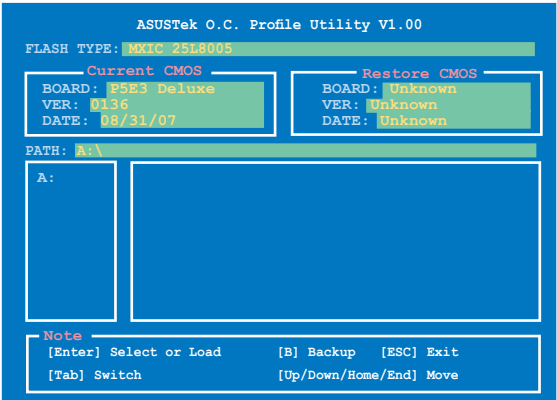 ASUSTek O.C. Profile Utility V1.00
FLASH TYPE: MXIC 25L8005
Current CMOS
BOARD: P5E3 Deluxe
VER: 0136
DATE: 08/31/07
Restore CMOS
BOARD: Unknown
VER: Unknown
DATE: Unknown
PATH: A:\
A:
Note
[Enter] Select or Load [B] Backup [ESC] Exit
[Tab] Switch [Up/Down/Home/End] Move